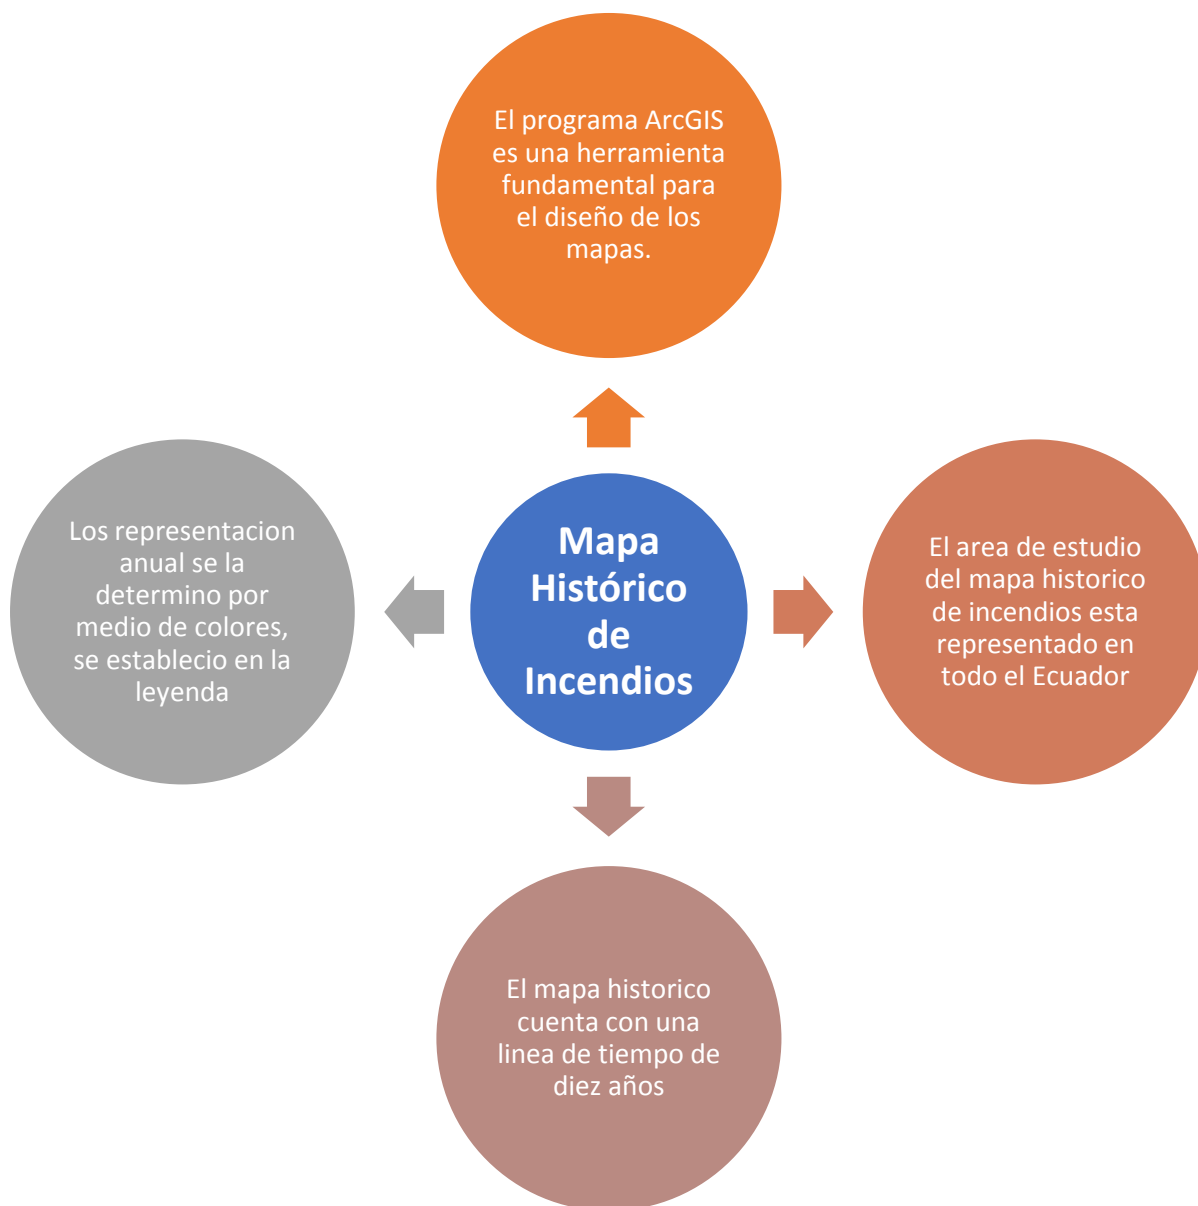 El programa ArcGIS
es una herramienta
fundamental para
el diseño de los
mapas.
Los representacion
anual se la
determino por
medio de colores,
se establecio en la
leyenda
Mapa
Histórico
de
Incendios
El area de estudio
del mapa historico
de incendios esta
representado en
todo el Ecuador
El mapa historico
cuenta con una
linea de tiempo de
diez años